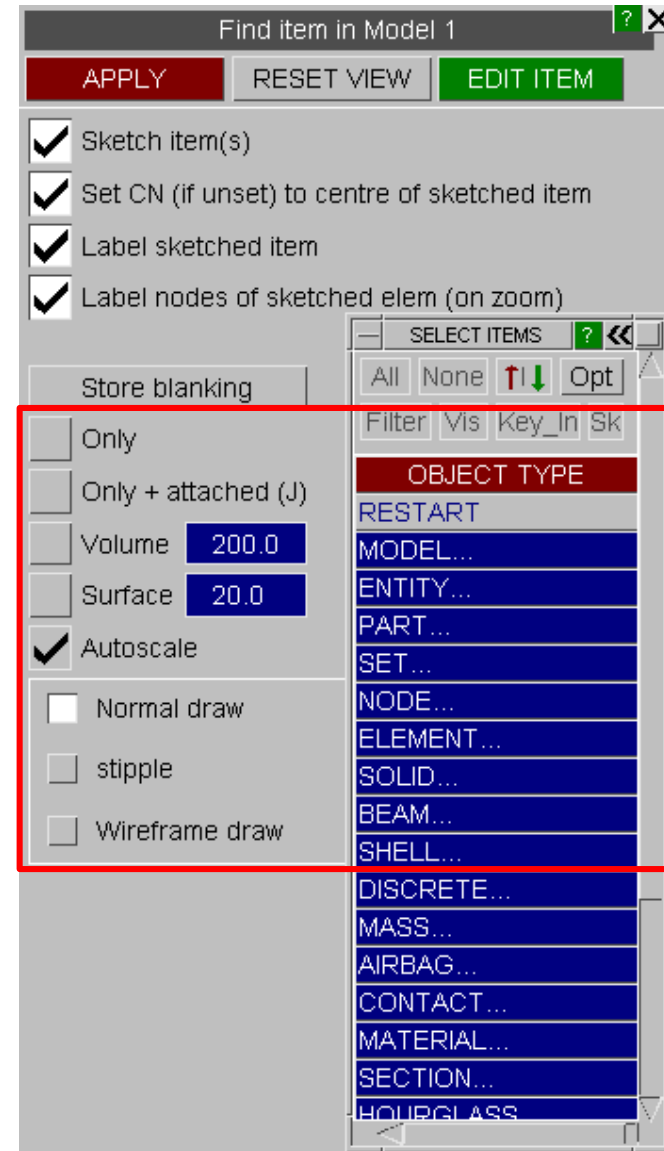 Find item in Model 1 ? X
APPLY RESET VIEW EDIT ITEM
Sketch item(s)
Set CN (if unset) to centre of sketched item
Label sketched item
Label nodes of sketched elem (on zoom)
Store blanking
Only
Only + attached (J)
Volume 200.0
Surface 20.0
Autoscale
Normal draw
stipple
Wireframe draw
SELECT ITEMS ?
All None Opt
Filter Vis Key_In Sk
OBJECT TYPE
RESTART
MODEL...
ENTITY...
PART...
SET...
NODE...
ELEMENT...
SOLID...
BEAM...
SHELL...
DISCRETE...
MASS...
AIRBAG...
CONTACT...
MATERIAL...
SECTION...
HOURGLASS